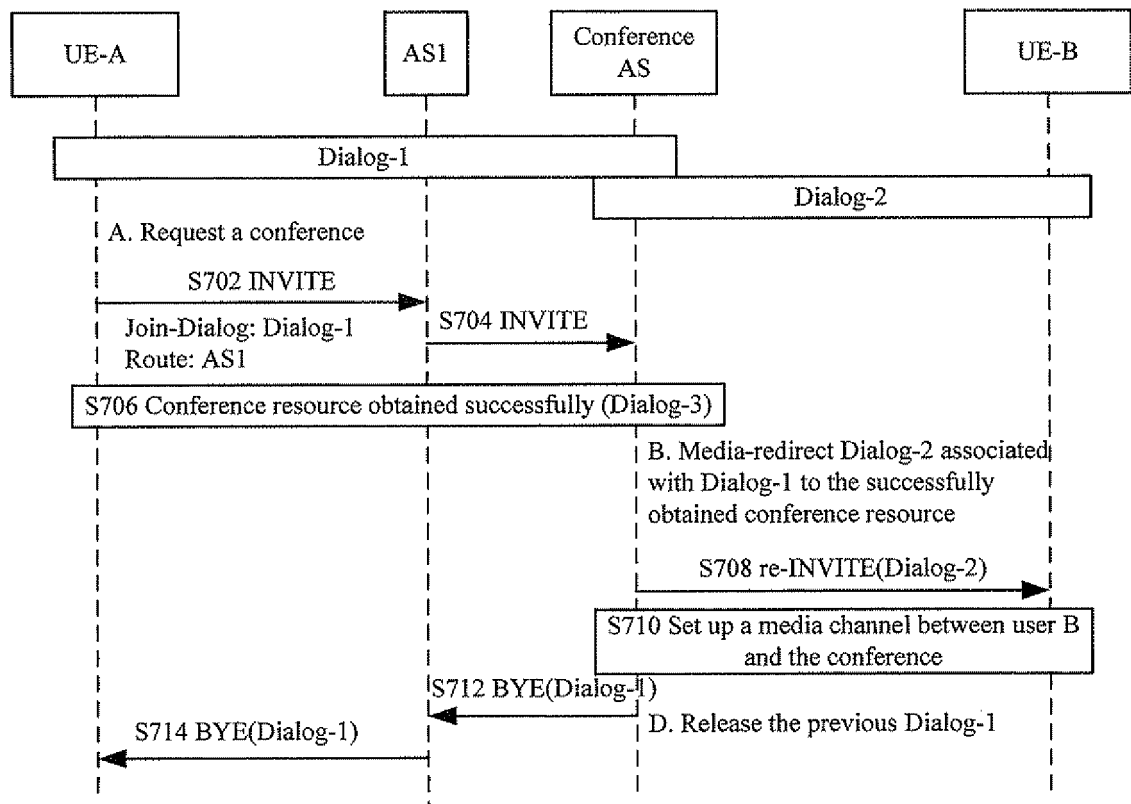 UE-A
AS1
Conference
AS
UE-B
Dialog-1
Dialog-2
A. Request a conference
S702 INVITE
Join-Dialog: Dialog-1
Route: AS1
S704 INVITE
S706 Conference resource obtained successfully (Dialog-3)
B. Media-redirect Dialog-2 associated
with Dialog-1 to the successfully
obtained conference resource
S708 re-INVITE(Dialog-2)
S710 Set up a media channel between user B
and the conference
S712 BYE(Dialog-1)
D. Release the previous Dialog-1
S714 BYE(Dialog-1)